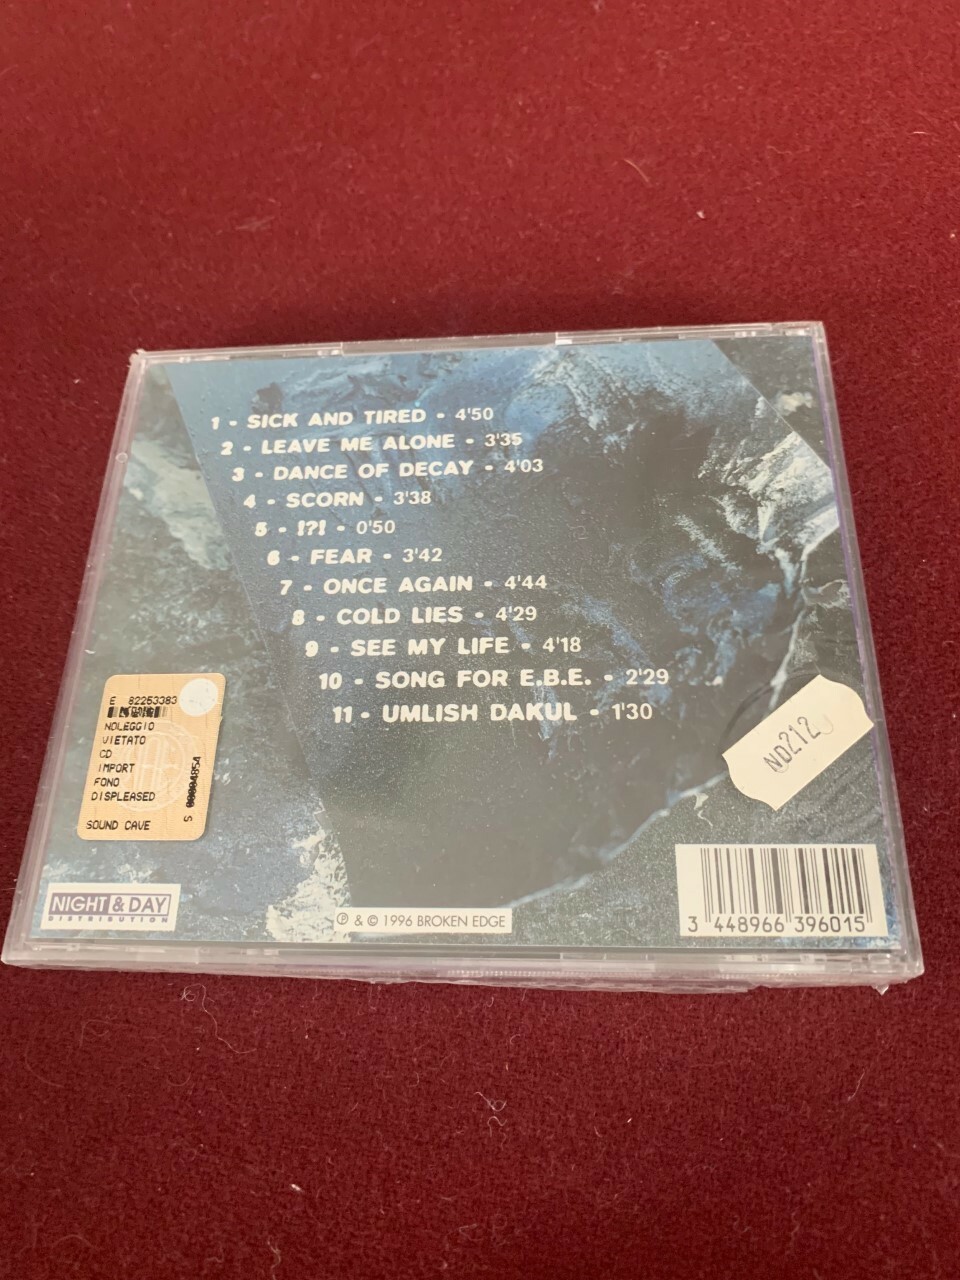 1 - SICK AND TIRED - 4'50
2 - LEAVE ME ALONE - 3'35
3 - DANCE OF DECAY - 4'03
4 - SCORN - 3'38
5 - !?! - 0'50
6 - FEAR - 3'42
7 - ONCE AGAIN - 4'44
8 - COLD LIES - 4'29
9 - SEE MY LIFE - 4'18
10 - SONG FOR E.B.E. - 2'29
11 - UMLISH DAKUL - 1'30
E 82253383
NOLEGGIO
VIETATO
CD
IMPORT
FONO
DISPLEASED
SOUND CAVE
S 00004854
ND212
NIGHT & DAY
DISTRIBUTION
℗ & © 1996 BROKEN EDGE
3 448966 396015